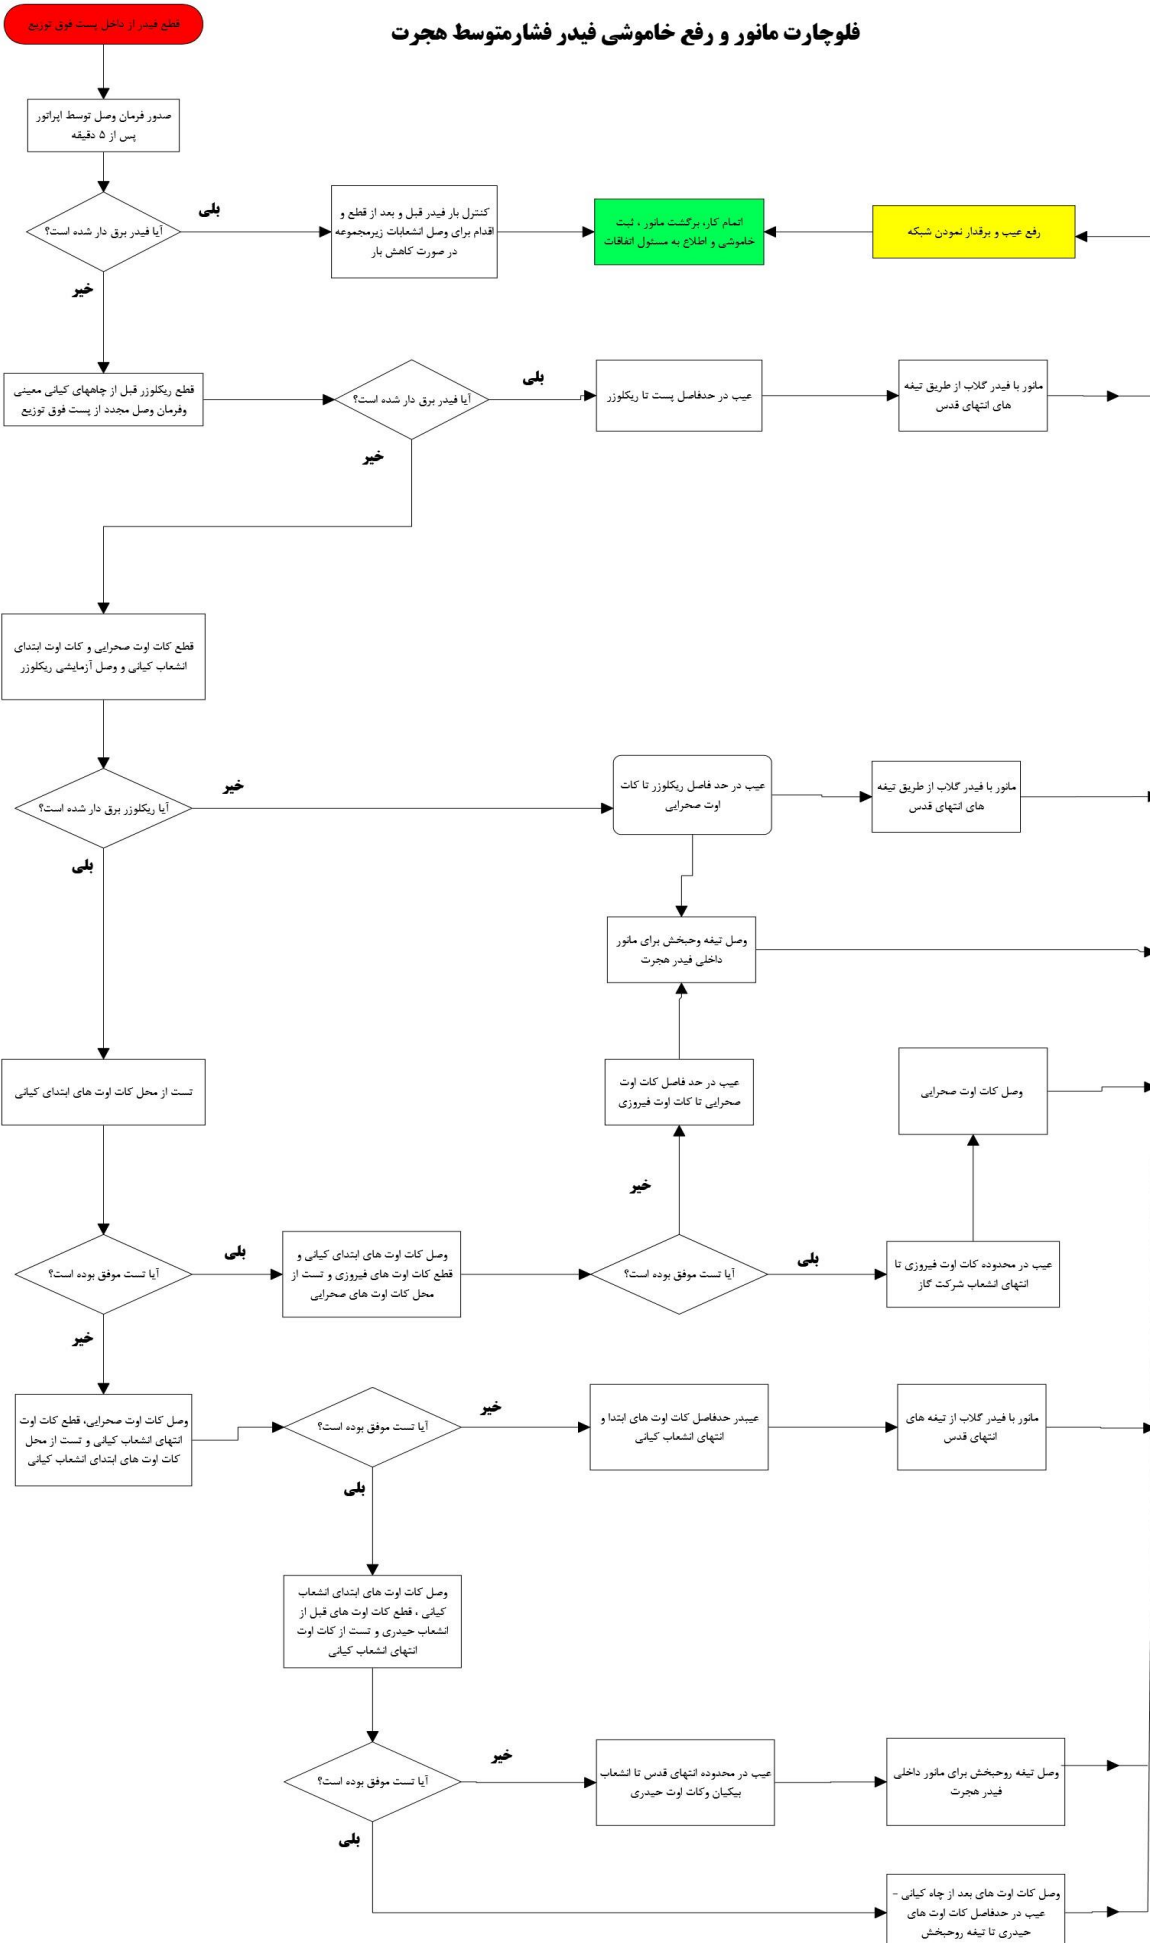 فلوچارت مانور و رفع خاموشی فیدر فشارمتوسط هجرت
قطع فیدر از داخل پست فوق توزیع
صدور فرمان وصل توسط اپراتور
پس از ۵ دقیقه
آیا فیدر برق دار شده است؟
بلی
کنترل بار فیدر قبل و بعد از قطع و
اقدام برای وصل انشعابات زیرمجموعه
در صورت کاهش بار
اتمام کار، برگشت مانور ، ثبت
خاموشی و اطلاع به مسئول اتفاقات
رفع عیب و برقدار نمودن شبکه
خیر
قطع ریکلوزر قبل از چاههای کیانی معینی
وفرمان وصل مجدد از پست فوق توزیع
آیا فیدر برق دار شده است؟
بلی
عیب در حدفاصل پست تا ریکلوزر
مانور با فیدر گلاب از طریق تیغه
های انتهای قدس
خیر
قطع کات اوت صحرایی و کات اوت ابتدای
انشعاب کیانی و وصل آزمایشی ریکلوزر
آیا ریکلوزر برق دار شده است؟
خیر
عیب در حد فاصل ریکلوزر تا کات
اوت صحرایی
مانور با فیدر گلاب از طریق تیغه
های انتهای قدس
بلی
وصل تیغه وحبخش برای مانور
داخلی فیدر هجرت
تست از محل کات اوت های ابتدای کیانی
عیب در حد فاصل کات اوت
صحرایی تا کات اوت فیروزی
وصل کات اوت صحرایی
خیر
آیا تست موفق بوده است؟
بلی
وصل کات اوت های ابتدای کیانی و
قطع کات اوت های فیروزی و تست از
محل کات اوت های صحرایی
آیا تست موفق بوده است؟
بلی
عیب در محدوده کات اوت فیروزی تا
انتهای انشعاب شرکت گاز
خیر
وصل کات اوت صحرایی، قطع کات اوت
انتهای انشعاب کیانی و تست از محل
کات اوت های ابتدای انشعاب کیانی
آیا تست موفق بوده است؟
خیر
عیبدر حدفاصل کات اوت های ابتدا و
انتهای انشعاب کیانی
مانور با فیدر گلاب از تیغه های
انتهای قدس
بلی
وصل کات اوت های ابتدای انشعاب
کیانی ، قطع کات اوت های قبل از
انشعاب حیدری و تست از کات اوت
انتهای انشعاب کیانی
آیا تست موفق بوده است؟
خیر
عیب در محدوده انتهای قدس تا انشعاب
بیکیان وکات اوت حیدری
وصل تیغه روحبخش برای مانور داخلی
فیدر هجرت
بلی
وصل کات اوت های بعد از چاه کیانی -
عیب در حدفاصل کات اوت های
حیدری تا تیغه روحبخش